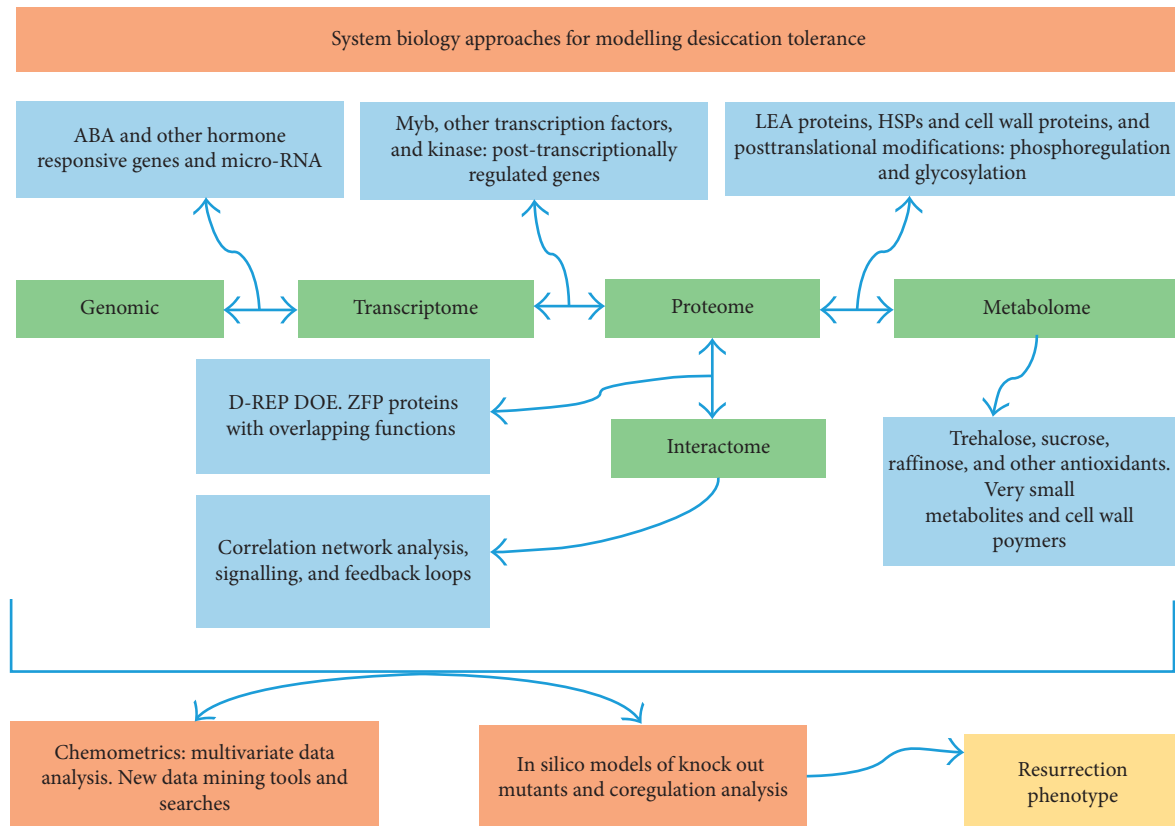 System biology approaches for modelling desiccation tolerance
ABA and other hormone
responsive genes and micro-RNA
Myb, other transcription factors,
and kinase: post-transcriptionally
regulated genes
LEA proteins, HSPs and cell wall proteins, and
posttranslational modifications: phosphoregulation
and glycosylation
Genomic
Transcriptome
Proteome
Metabolome
D-REP DOE. ZFP proteins
with overlapping functions
Interactome
Trehalose, sucrose,
raffinose, and other antioxidants.
Very small
metabolites and cell wall
poymers
Correlation network analysis,
signalling, and feedback loops
Chemometrics: multivariate data
analysis. New data mining tools and
searches
In silico models of knock out
mutants and coregulation analysis
Resurrection
phenotype